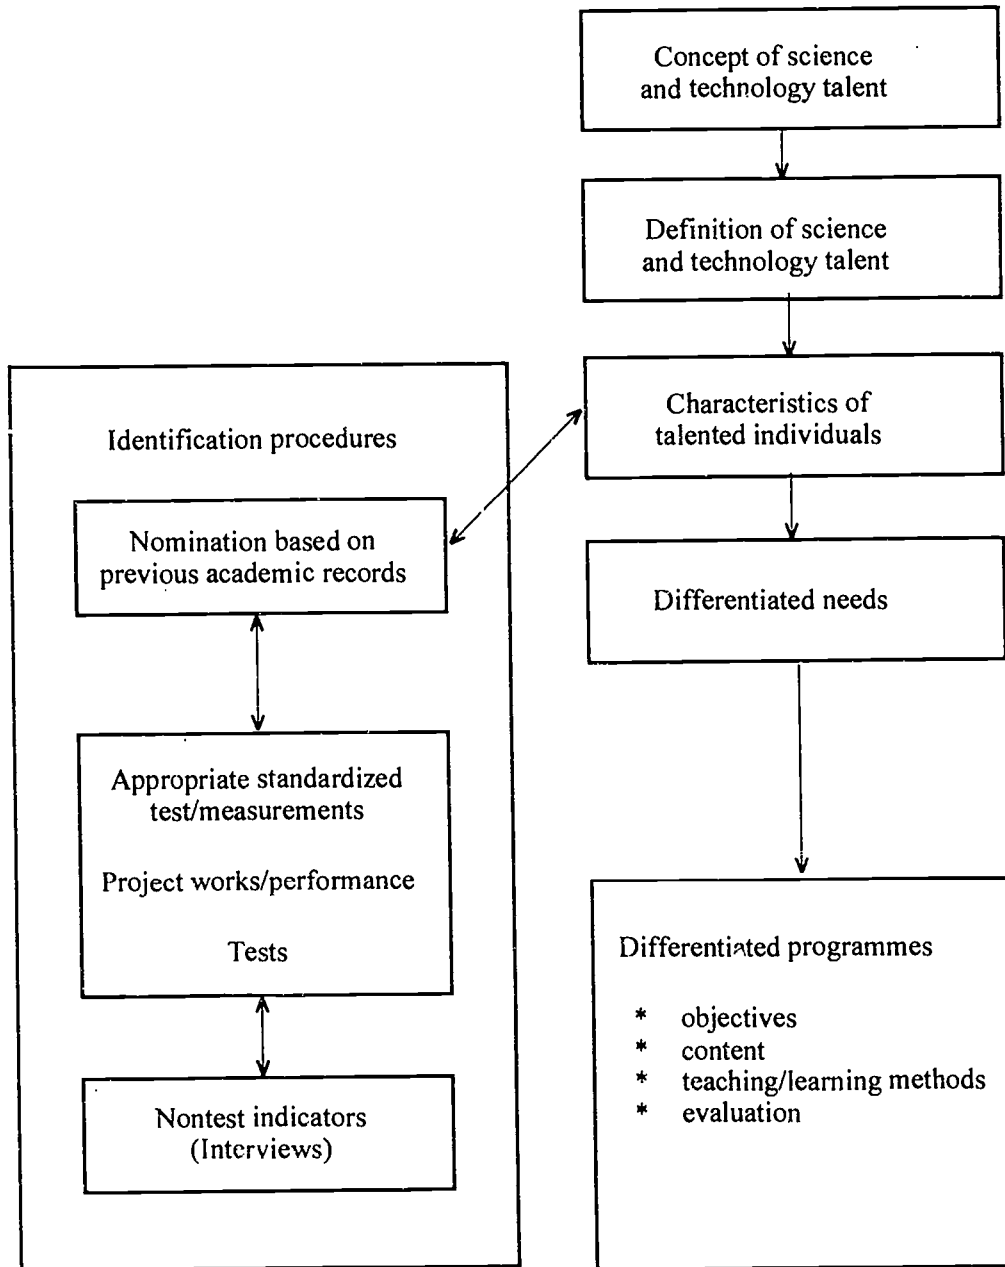 Concept of science
and technology talent
Definition of science
and technology talent
Characteristics of
talented individuals
Differentiated needs
Differentiated programmes
* objectives
* content
* teaching/learning methods
* evaluation
Identification procedures
Nomination based on
previous academic records
Appropriate standardized
test/measurements
Project works/performance
Tests
Nontest indicators
(Interviews)